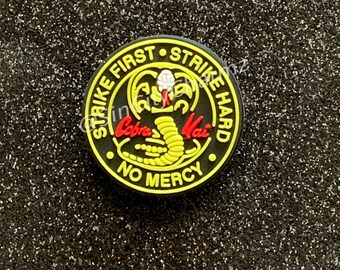 STRIKE FIRST • STRIKE HARD
Cobra Kai
• NO MERCY •